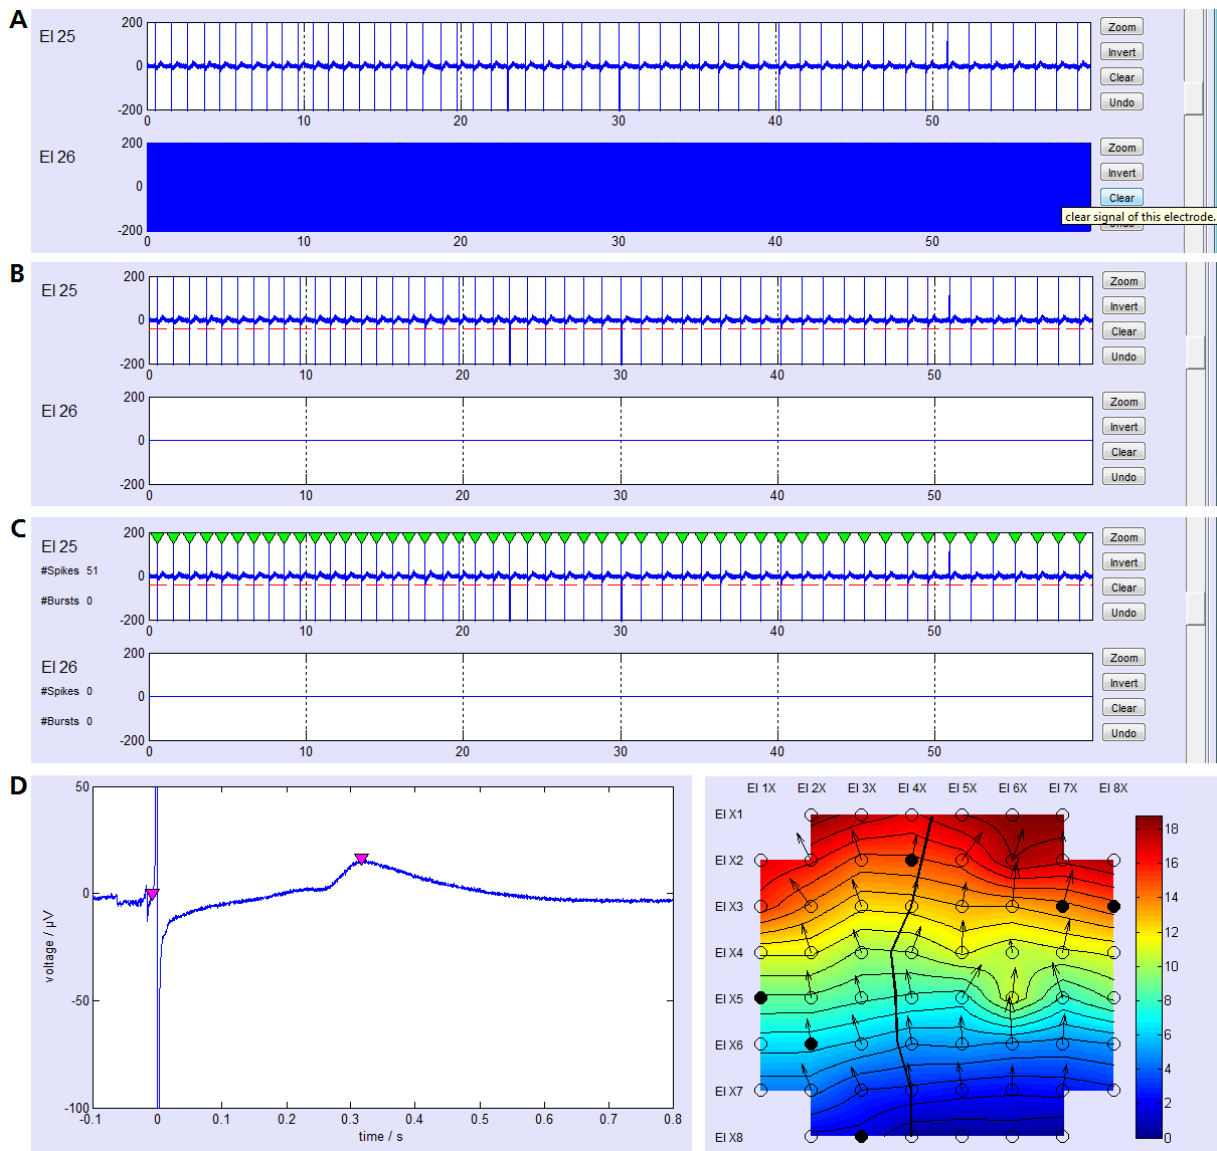 A
El 25
200
0
-200
0 10 20 30 40 50
Zoom
Invert
Clear
Undo
El 26
200
0
-200
0 10 20 30 40 50
Zoom
Invert
Clear
clear signal of this electrode.
B
El 25
200
0
-200
0 10 20 30 40 50
Zoom
Invert
Clear
Undo
El 26
200
0
-200
0 10 20 30 40 50
Zoom
Invert
Clear
Undo
C
El 25
#Spikes 51
#Bursts 0
200
0
-200
0 10 20 30 40 50
Zoom
Invert
Clear
Undo
El 26
#Spikes 0
#Bursts 0
200
0
-200
0 10 20 30 40 50
Zoom
Invert
Clear
Undo
D
50
0
-50
-100
voltage / µV
-0.1 0 0.1 0.2 0.3 0.4 0.5 0.6 0.7 0.8
time / s
El 1X El 2X El 3X El 4X El 5X El 6X El 7X El 8X
El X1
El X2
El X3
El X4
El X5
El X6
El X7
El X8
18
16
14
12
10
8
6
4
2
0